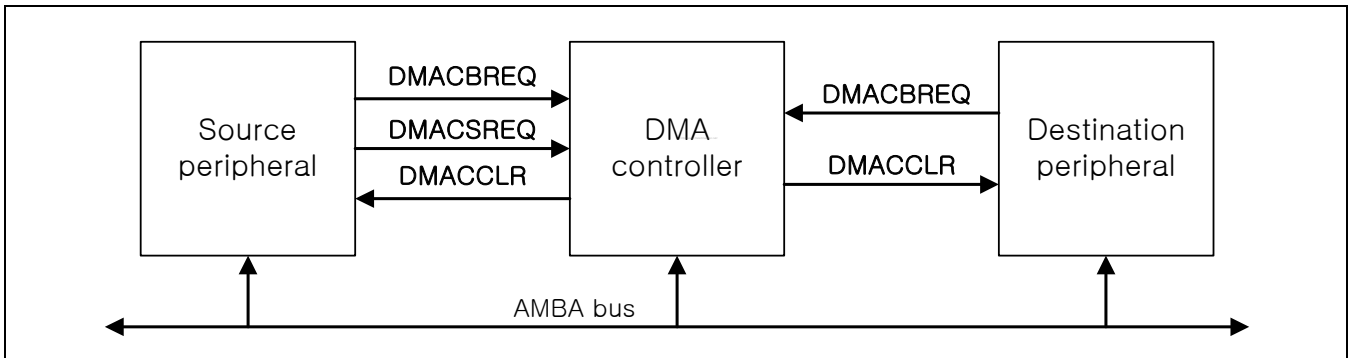 DMACBREQ
DMACBREQ
Source
peripheral
DMACSREQ
DMA
controller
Destination
peripheral
DMACCLR
DMACCLR
AMBA bus